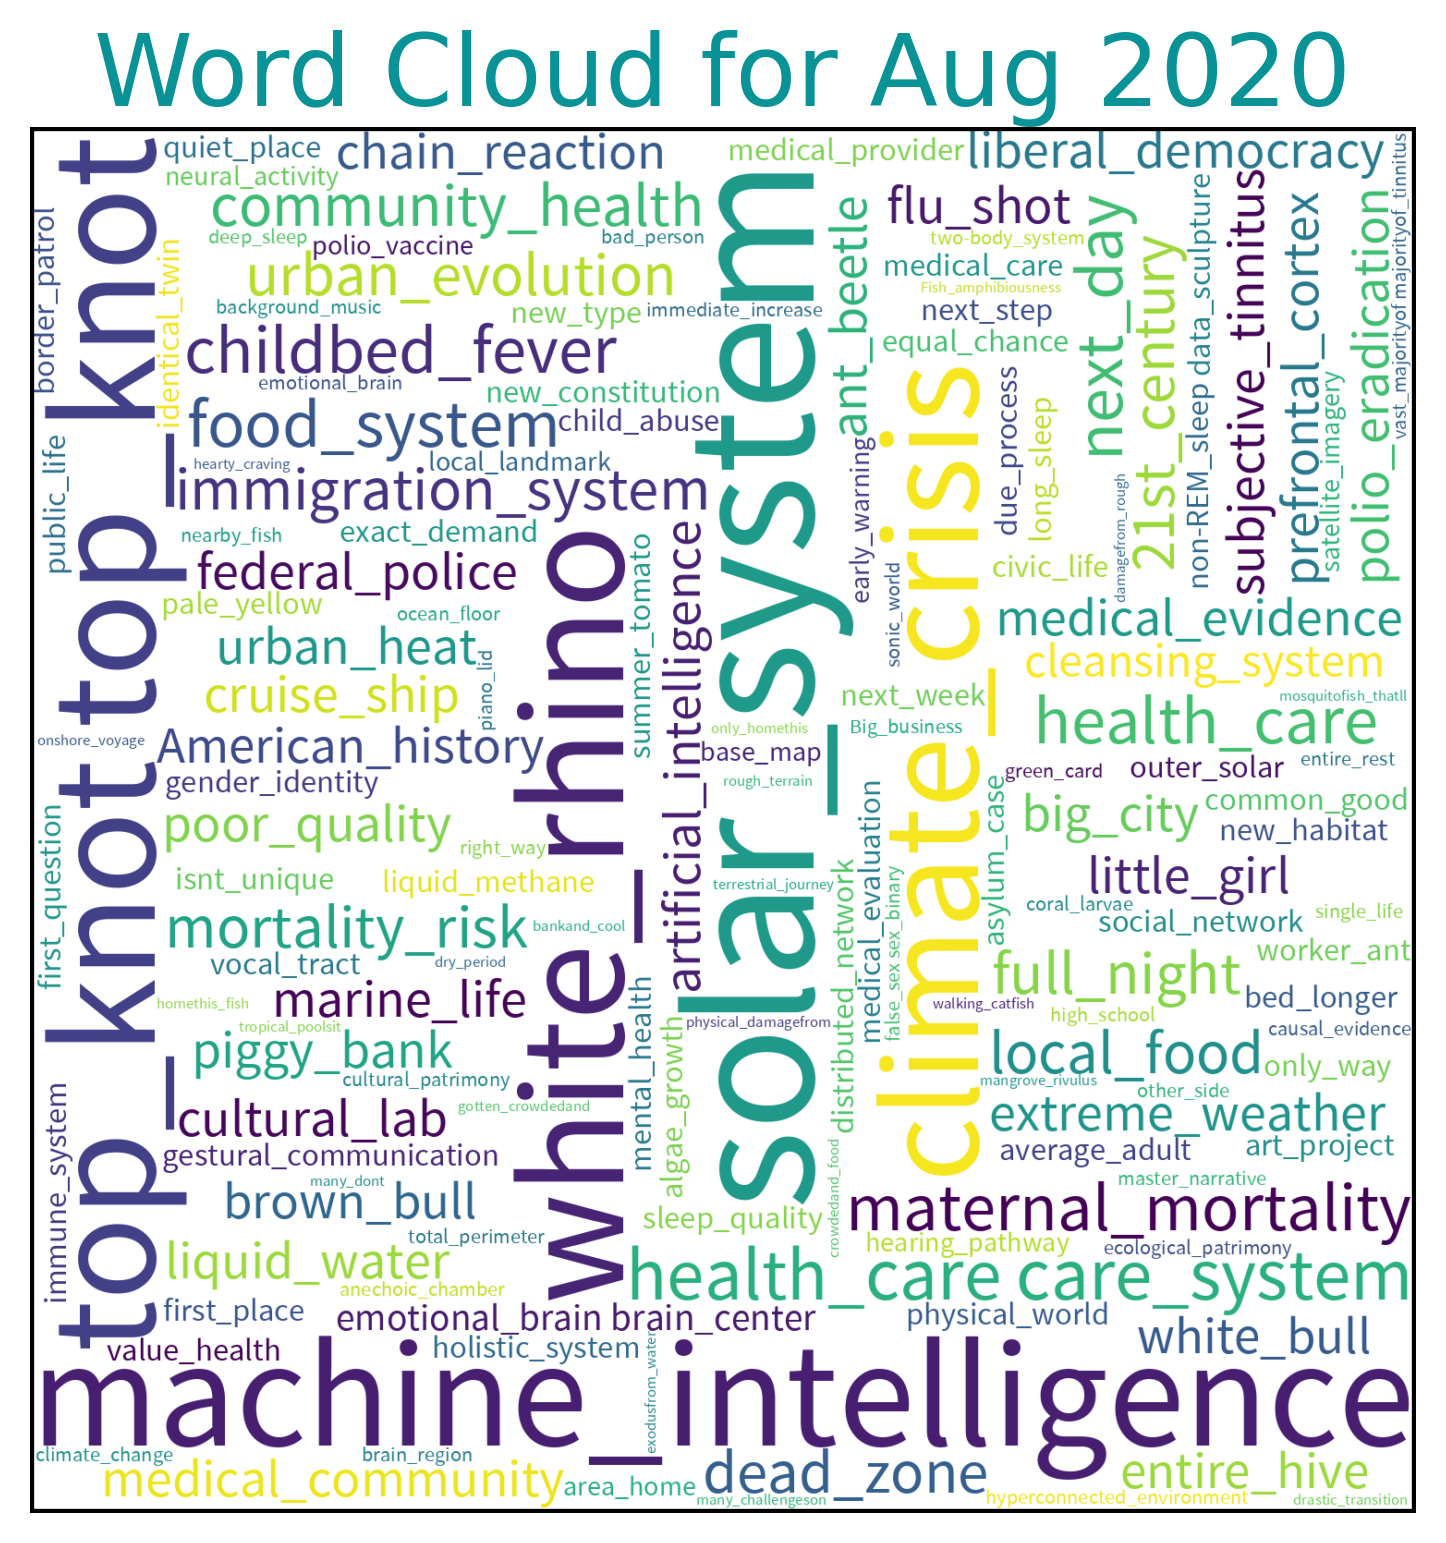 Word Cloud for Aug 2020
top_knot
top_knot
quiet_place
chain_reaction
medical_provider
liberal_democracy
vast_majorityof majorityof_tinnitus
neural_activity
community_health
flu_shot
border_patrol
identical_twin
deep_sleep
polio_vaccine
bad_person
two-body_system
urban_evolution
medical_care
Fish_amphibiousness
background_music
new_type
immediate_increase
next_step
childbed_fever
equal_chance
ant_beetle
next_day
21st_century
data_sculpture
non-REM_sleep
subjective_tinnitus
prefrontal_cortex
satellite_imagery
polio_eradication
emotional_brain
new_constitution
food_system
child_abuse
public_life
hearty_craving
local_landmark
immigration_system
solar_system
early_warning
climate_crisis
due_process
long_sleep
damagefrom_rough
nearby_fish
exact_demand
white_rhino
federal_police
civic_life
sonic_world
pale_yellow
ocean_floor
summer_tomato
artificial_intelligence
medical_evidence
urban_heat
piano_lid
cleansing_system
cruise_ship
next_week
mosquitofish_thatll
onshore_voyage
American_history
only_homethis
Big_business
health_care
base_map
gender_identity
rough_terrain
green_card
outer_solar
entire_rest
first_question
poor_quality
right_way
medical_evaluation
asylum_case
big_city
common_good
new_habitat
isnt_unique
liquid_methane
terrestrial_journey
distributed_network
false_sex sex_binary
little_girl
coral_larvae
social_network
single_life
mortality_risk
bankand_cool
worker_ant
vocal_tract
dry_period
full_night
homethis_fish
marine_life
mental_health
physical_damagefrom
walking_catfish
high_school
bed_longer
tropical_poolsit
causal_evidence
piggy_bank
algae_growth
local_food
only_way
immune_system
cultural_patrimony
mangrove_rivulus
other_side
cultural_lab
gotten_crowdedand
crowdedand_food
extreme_weather
gestural_communication
average_adult
art_project
many_dont
master_narrative
brown_bull
sleep_quality
maternal_mortality
total_perimeter
hearing_pathway
ecological_patrimony
liquid_water
anechoic_chamber
health_care care_system
first_place
emotional_brain brain_center
physical_world
value_health
holistic_system
exodusfrom_water
white_bull
machine_intelligence
climate_change
brain_region
medical_community
area_home
dead_zone
entire_hive
many_challengeson
hyperconnected_environment
drastic_transition